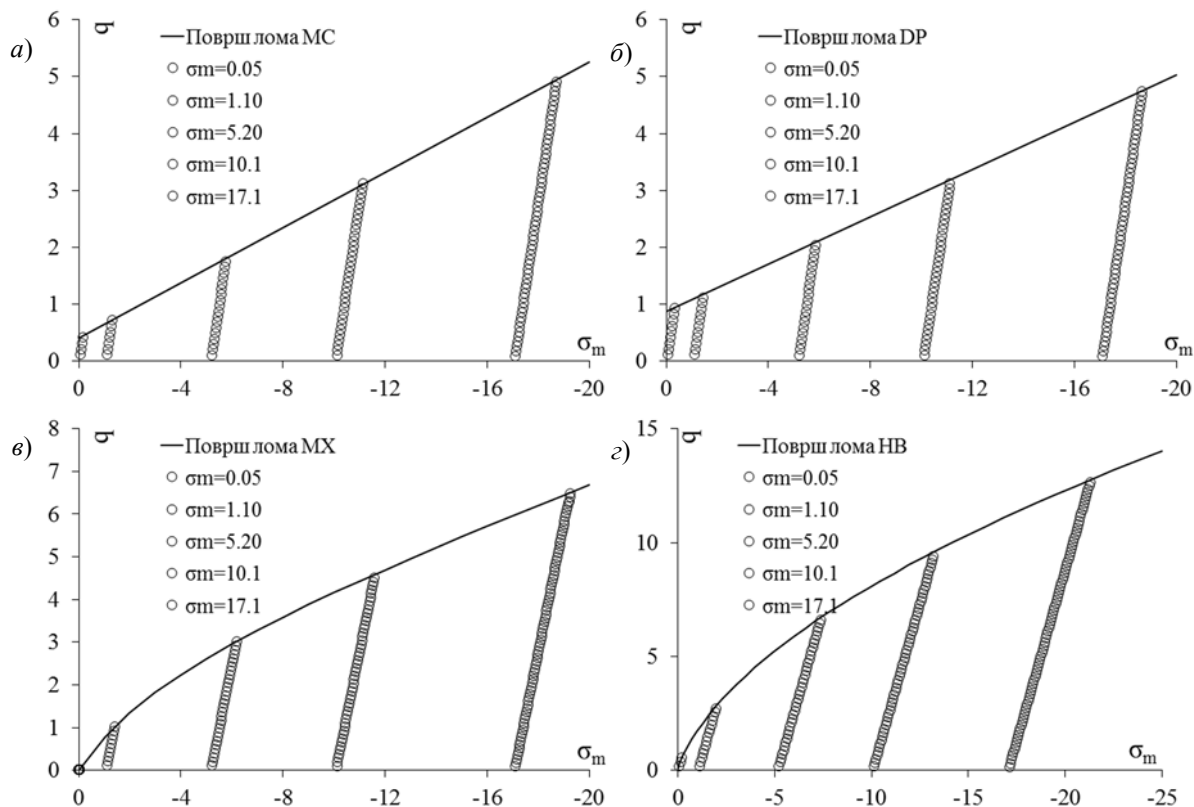 а)
q
6
5
4
3
2
1
0
Површ лома МС
σm=0.05
σm=1.10
σm=5.20
σm=10.1
σm=17.1
σm
0 -4 -8 -12 -16 -20
б)
q
6
5
4
3
2
1
0
Површ лома DP
σm=0.05
σm=1.10
σm=5.20
σm=10.1
σm=17.1
σm
0 -4 -8 -12 -16 -20
в)
q
8
7
6
5
4
3
2
1
0
Површ лома МХ
σm=0.05
σm=1.10
σm=5.20
σm=10.1
σm=17.1
σm
0 -4 -8 -12 -16 -20
г)
q
15
10
5
0
Површ лома HB
σm=0.05
σm=1.10
σm=5.20
σm=10.1
σm=17.1
σm
0 -5 -10 -15 -20 -25